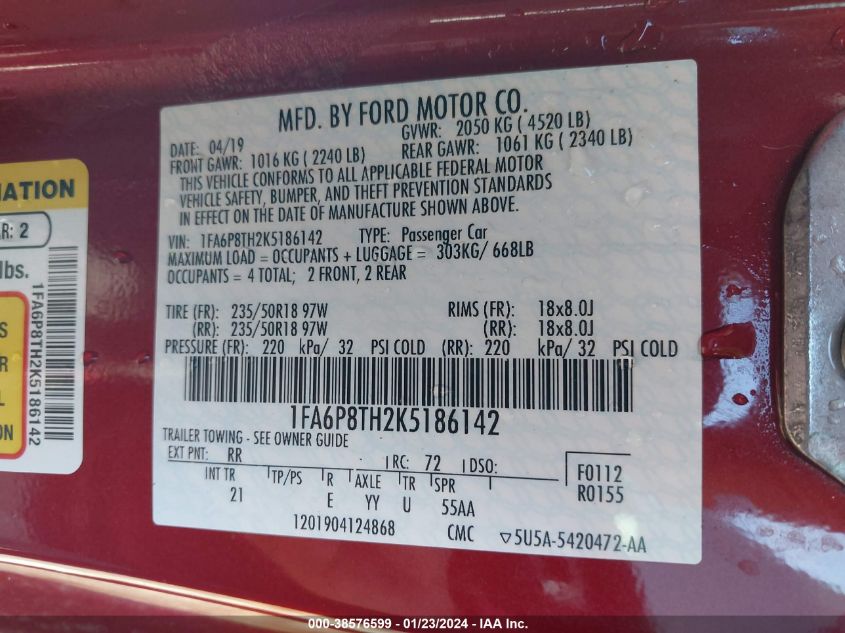 MFD. BY FORD MOTOR CO.
DATE: 04/19 GVWR: 2050 KG ( 4520 LB)
FRONT GAWR: 1016 KG ( 2240 LB) REAR GAWR: 1061 KG ( 2340 LB)
THIS VEHICLE CONFORMS TO ALL APPLICABLE FEDERAL MOTOR
VEHICLE SAFETY, BUMPER, AND THEFT PREVENTION STANDARDS
IN EFFECT ON THE DATE OF MANUFACTURE SHOWN ABOVE.
VIN: 1FA6P8TH2K5186142 TYPE: Passenger Car
MAXIMUM LOAD = OCCUPANTS + LUGGAGE = 303KG/ 668LB
OCCUPANTS = 4 TOTAL; 2 FRONT, 2 REAR
TIRE (FR): 235/50R18 97W RIMS (FR): 18x8.0J
(RR): 235/50R18 97W (RR): 18x8.0J
PRESSURE (FR): 220 kPa/ 32 PSI COLD (RR): 220 kPa/ 32 PSI COLD
1FA6P8TH2K5186142
TRAILER TOWING - SEE OWNER GUIDE
EXT PNT: RR RC: 72 DSO: F0112
INT TR TP/PS R AXLE TR SPR R0155
21 E YY U 55AA
1201904124868 CMC ▽5U5A-5420472-AA
AR: 2
lbs.
1FA6P8TH2K5186142
000-38576599 - 01/23/2024 - IAA Inc.